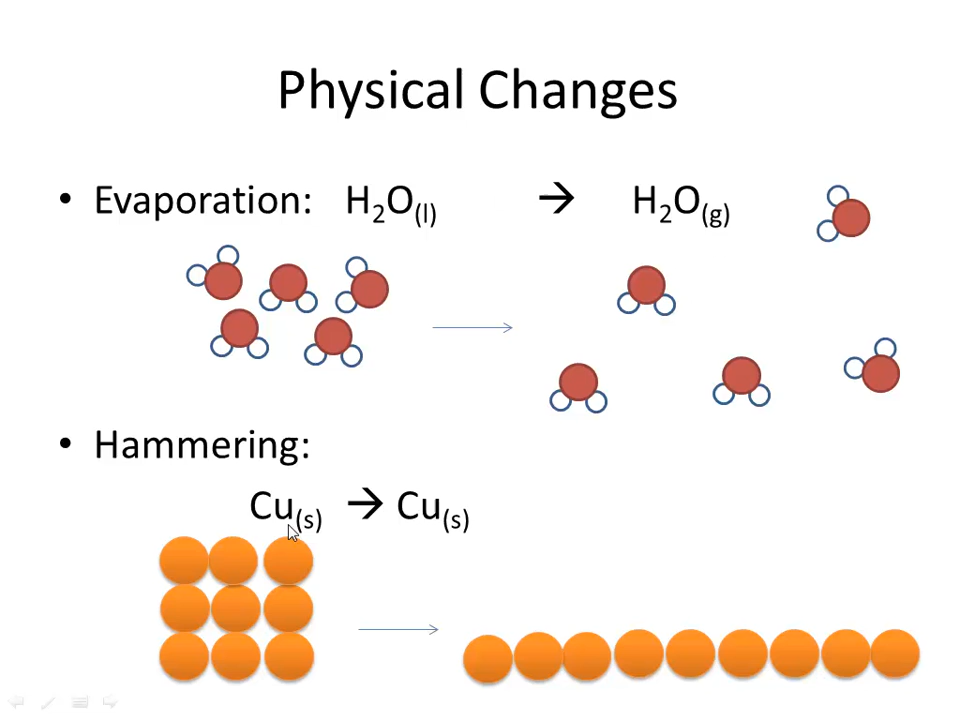 Physical Changes
• Evaporation: H₂O₍l₎ → H₂O₍g₎
• Hammering:
Cu₍s₎ → Cu₍s₎